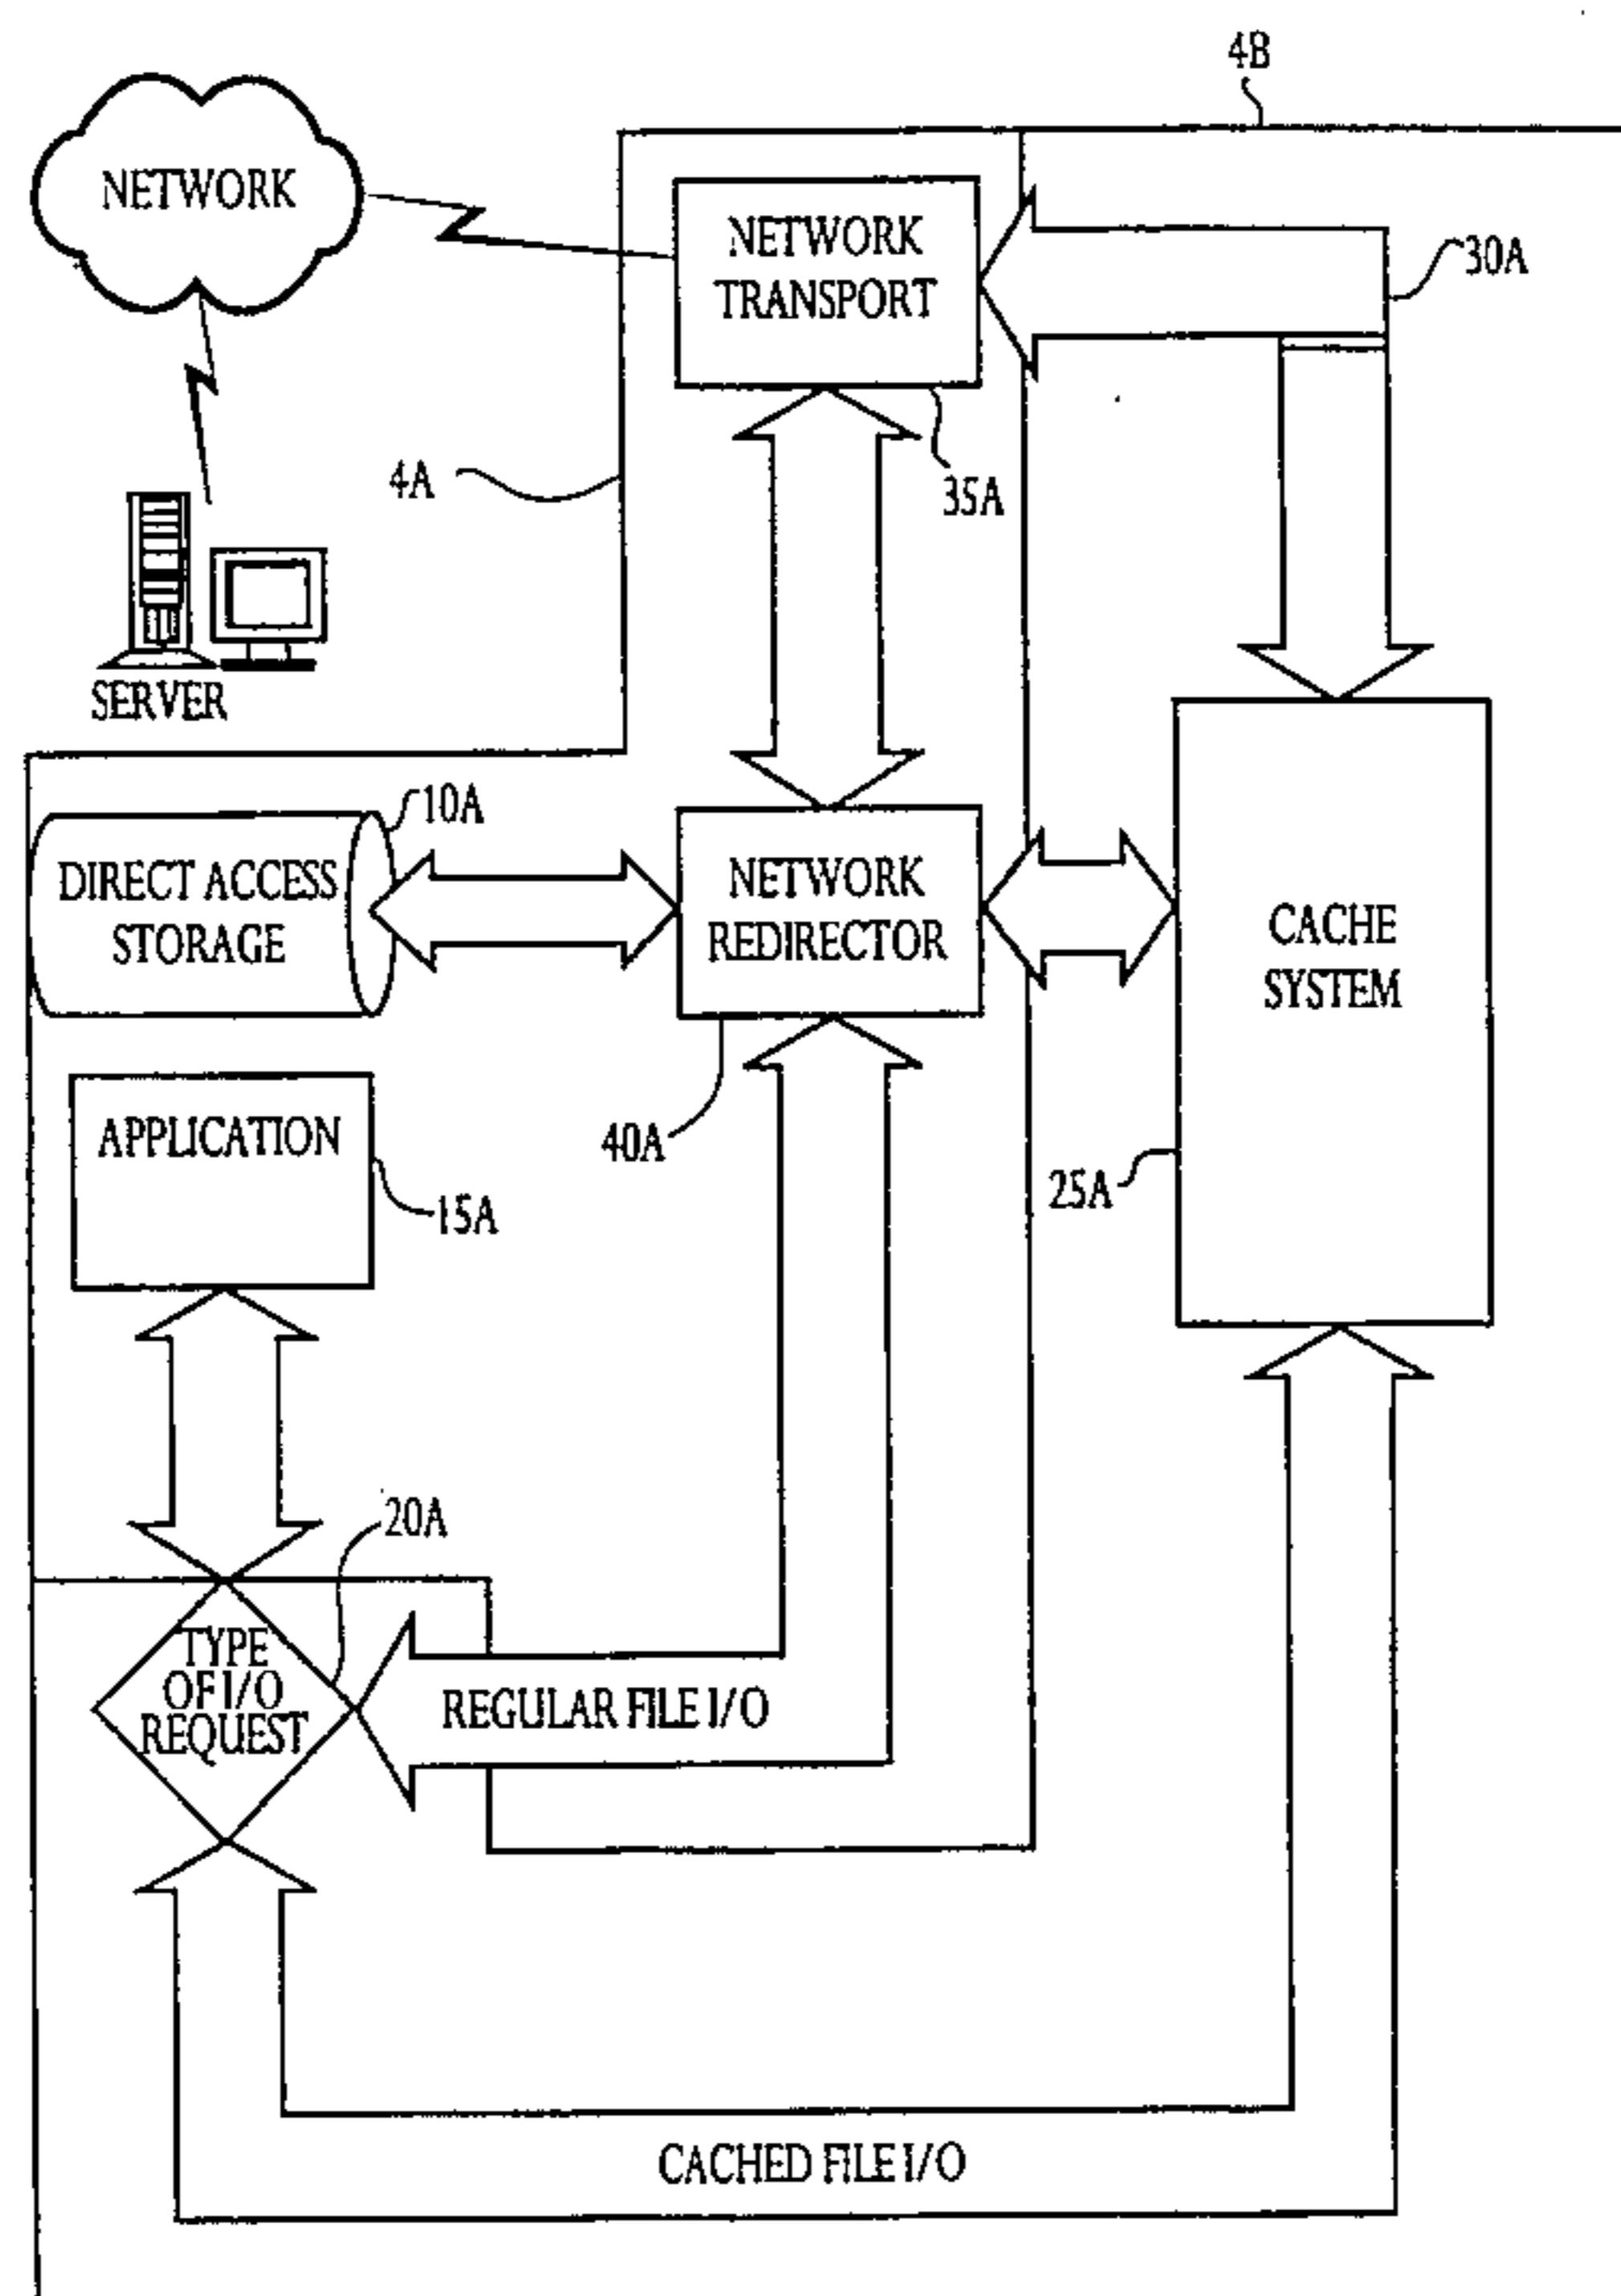 4B
NETWORK
NETWORK
TRANSPORT
30A
4A
35A
SERVER
10A
DIRECT ACCESS
STORAGE
NETWORK
REDIRECTOR
CACHE
SYSTEM
APPLICATION
40A
25A
15A
20A
TYPE
OF I/O
REQUEST
REGULAR FILE I/O
CACHED FILE I/O